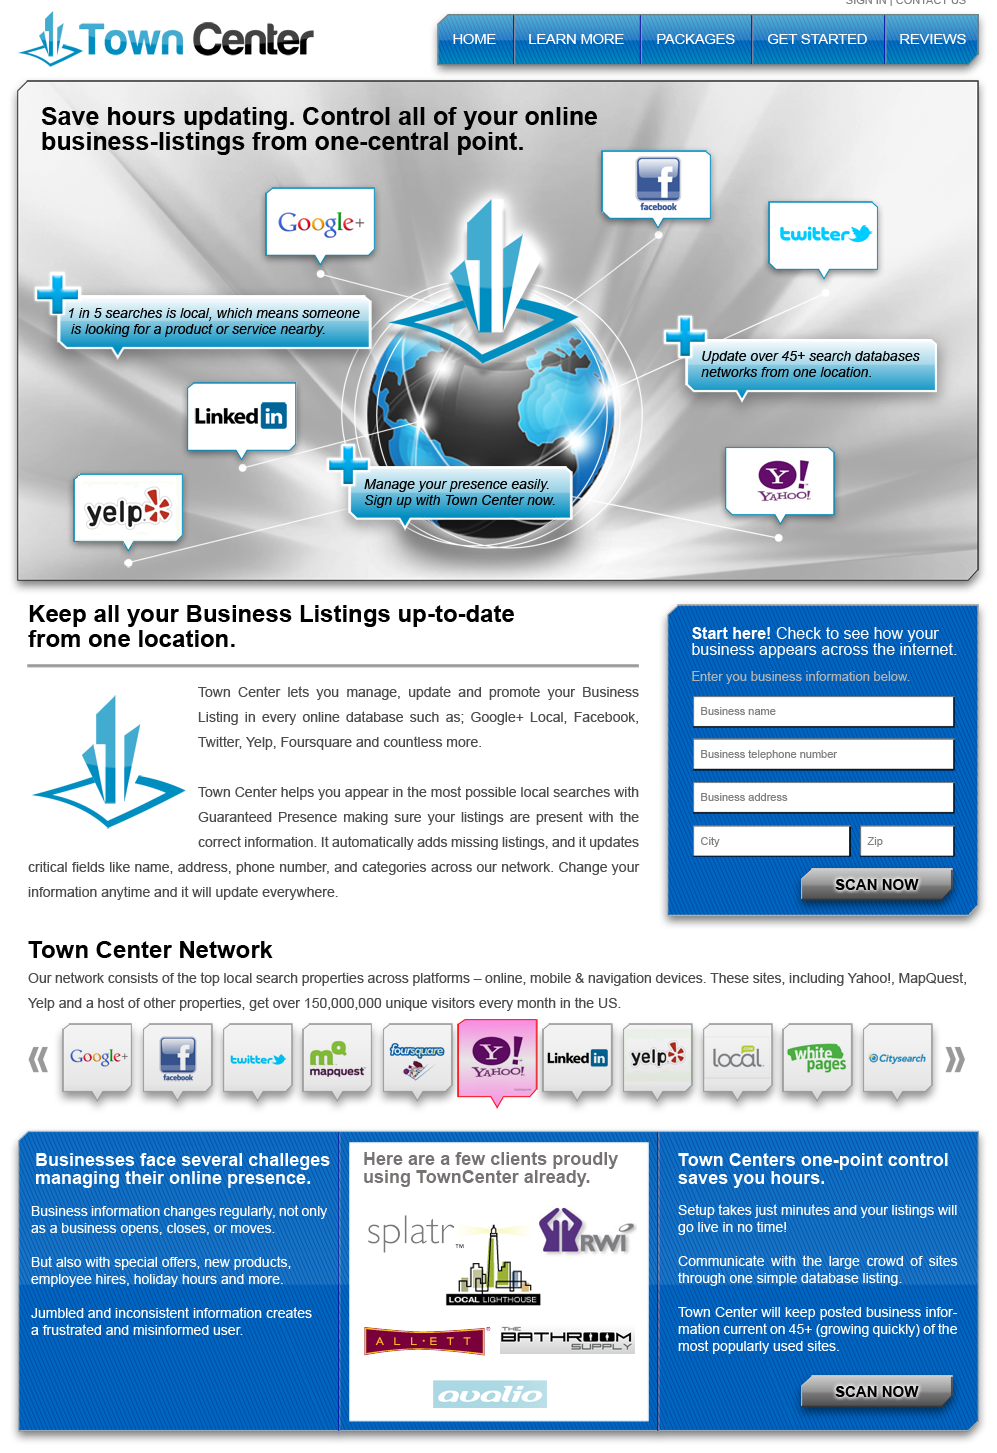 SIGN IN | CONTACT US
Town Center
HOME
LEARN MORE
PACKAGES
GET STARTED
REVIEWS
Save hours updating. Control all of your online
business-listings from one-central point.
facebook
Google+
twitter
1 in 5 searches is local, which means someone
is looking for a product or service nearby.
Update over 45+ search databases
networks from one location.
Linked in
Manage your presence easily.
Sign up with Town Center now.
Y!
YAHOO!
yelp
Keep all your Business Listings up-to-date
from one location.
Town Center lets you manage, update and promote your Business
Listing in every online database such as; Google+ Local, Facebook,
Twitter, Yelp, Foursquare and countless more.
Town Center helps you appear in the most possible local searches with
Guaranteed Presence making sure your listings are present with the
correct information. It automatically adds missing listings, and it updates
critical fields like name, address, phone number, and categories across our network. Change your
information anytime and it will update everywhere.
Start here! Check to see how your
business appears across the internet.
Enter you business information below.
Business name
Business telephone number
Business address
City
Zip
SCAN NOW
Town Center Network
Our network consists of the top local search properties across platforms – online, mobile & navigation devices. These sites, including Yahoo!, MapQuest,
Yelp and a host of other properties, get over 150,000,000 unique visitors every month in the US.
Google+
facebook
twitter
mq
mapquest
foursquare
Y!
YAHOO!
Linked in
yelp
local
white
pages
Citysearch
Businesses face several challeges
managing their online presence.
Business information changes regularly, not only
as a business opens, closes, or moves.
But also with special offers, new products,
employee hires, holiday hours and more.
Jumbled and inconsistent information creates
a frustrated and misinformed user.
Here are a few clients proudly
using TownCenter already.
splatr™
RWi
LOCAL LIGHTHOUSE
ALLETT®
THE
BATHROOM
SUPPLY
avalio
Town Centers one-point control
saves you hours.
Setup takes just minutes and your listings will
go live in no time!
Communicate with the large crowd of sites
through one simple database listing.
Town Center will keep posted business infor-
mation current on 45+ (growing quickly) of the
most popularly used sites.
SCAN NOW